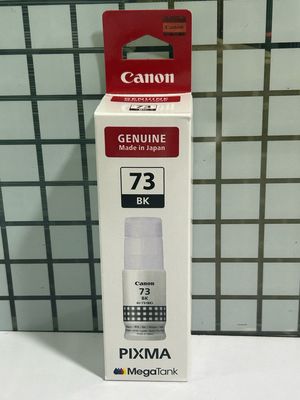 Canon
GENUINE
Made in Japan
73
BK
Canon
73
BK
PIXMA
MegaTank